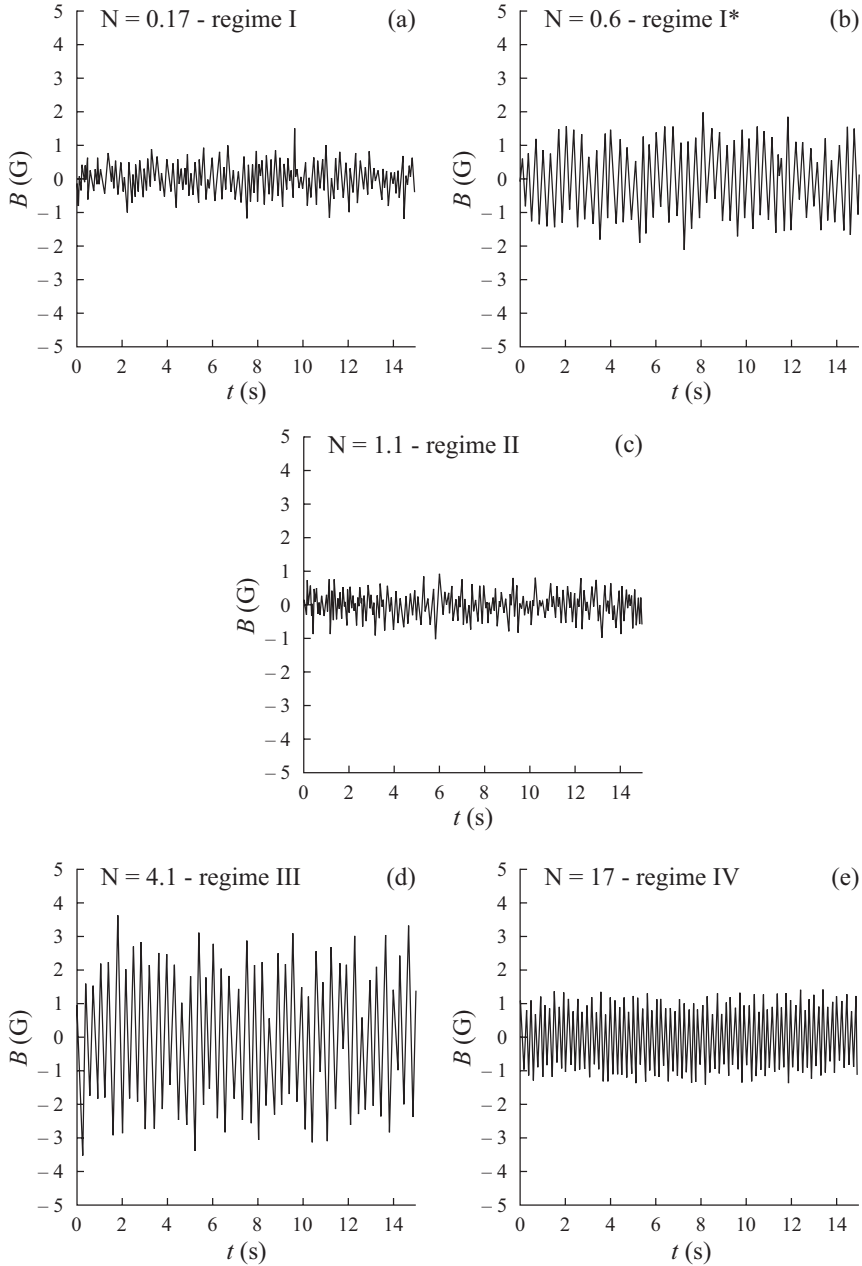 N = 0.17 - regime I (a)
5
4
3
2
1
0
– 1
– 2
– 3
– 4
– 5
B (G)
0 2 4 6 8 10 12 14
t (s)
N = 0.6 - regime I* (b)
5
4
3
2
1
0
– 1
– 2
– 3
– 4
– 5
B (G)
0 2 4 6 8 10 12 14
t (s)
N = 1.1 - regime II (c)
5
4
3
2
1
0
– 1
– 2
– 3
– 4
– 5
B (G)
0 2 4 6 8 10 12 14
t (s)
N = 4.1 - regime III (d)
5
4
3
2
1
0
– 1
– 2
– 3
– 4
– 5
B (G)
0 2 4 6 8 10 12 14
t (s)
N = 17 - regime IV (e)
5
4
3
2
1
0
– 1
– 2
– 3
– 4
– 5
B (G)
0 2 4 6 8 10 12 14
t (s)